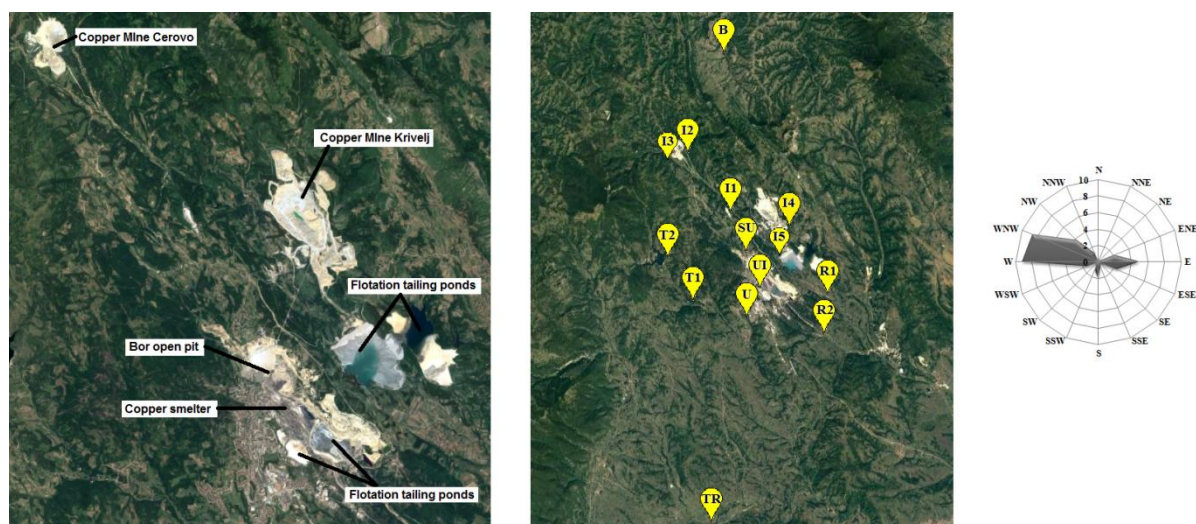 Copper MIne Cerovo
Copper MIne Krivelj
Flotation tailing ponds
Bor open pit
Copper smelter
Flotation tailing ponds
B
I2
I3
I1
I4
SU
T2
I5
UI
R1
T1
U
R2
TR
N
NNE
NE
ENE
E
ESE
SE
SSE
S
SSW
SW
WSW
W
WNW
NW
NNW
10
8
6
4
2
0